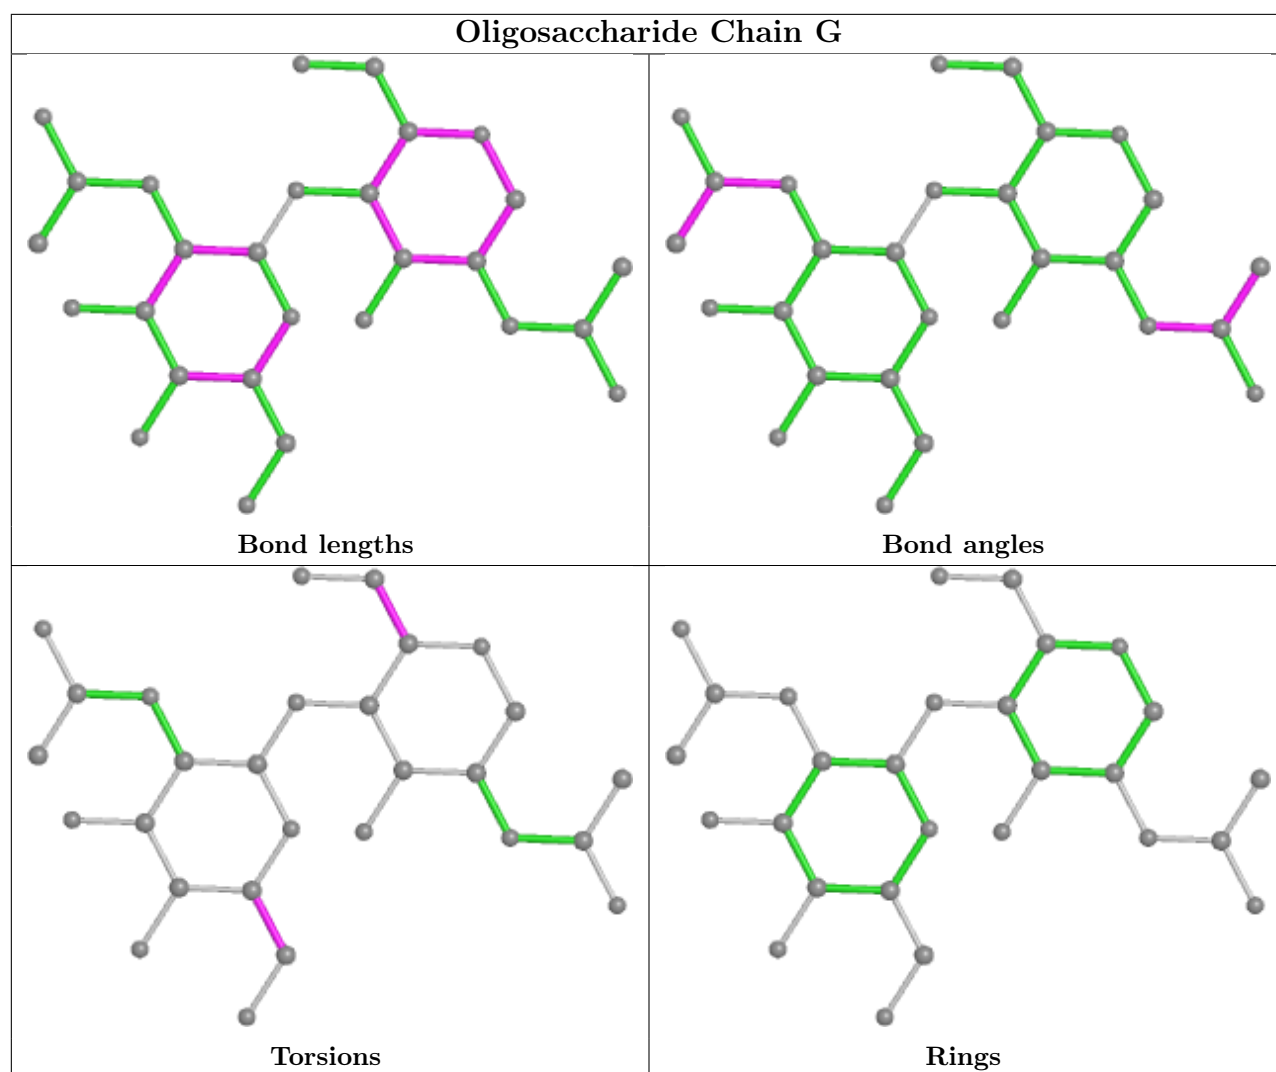 Oligosaccharide Chain G
Bond lengths
Bond angles
Torsions
Rings